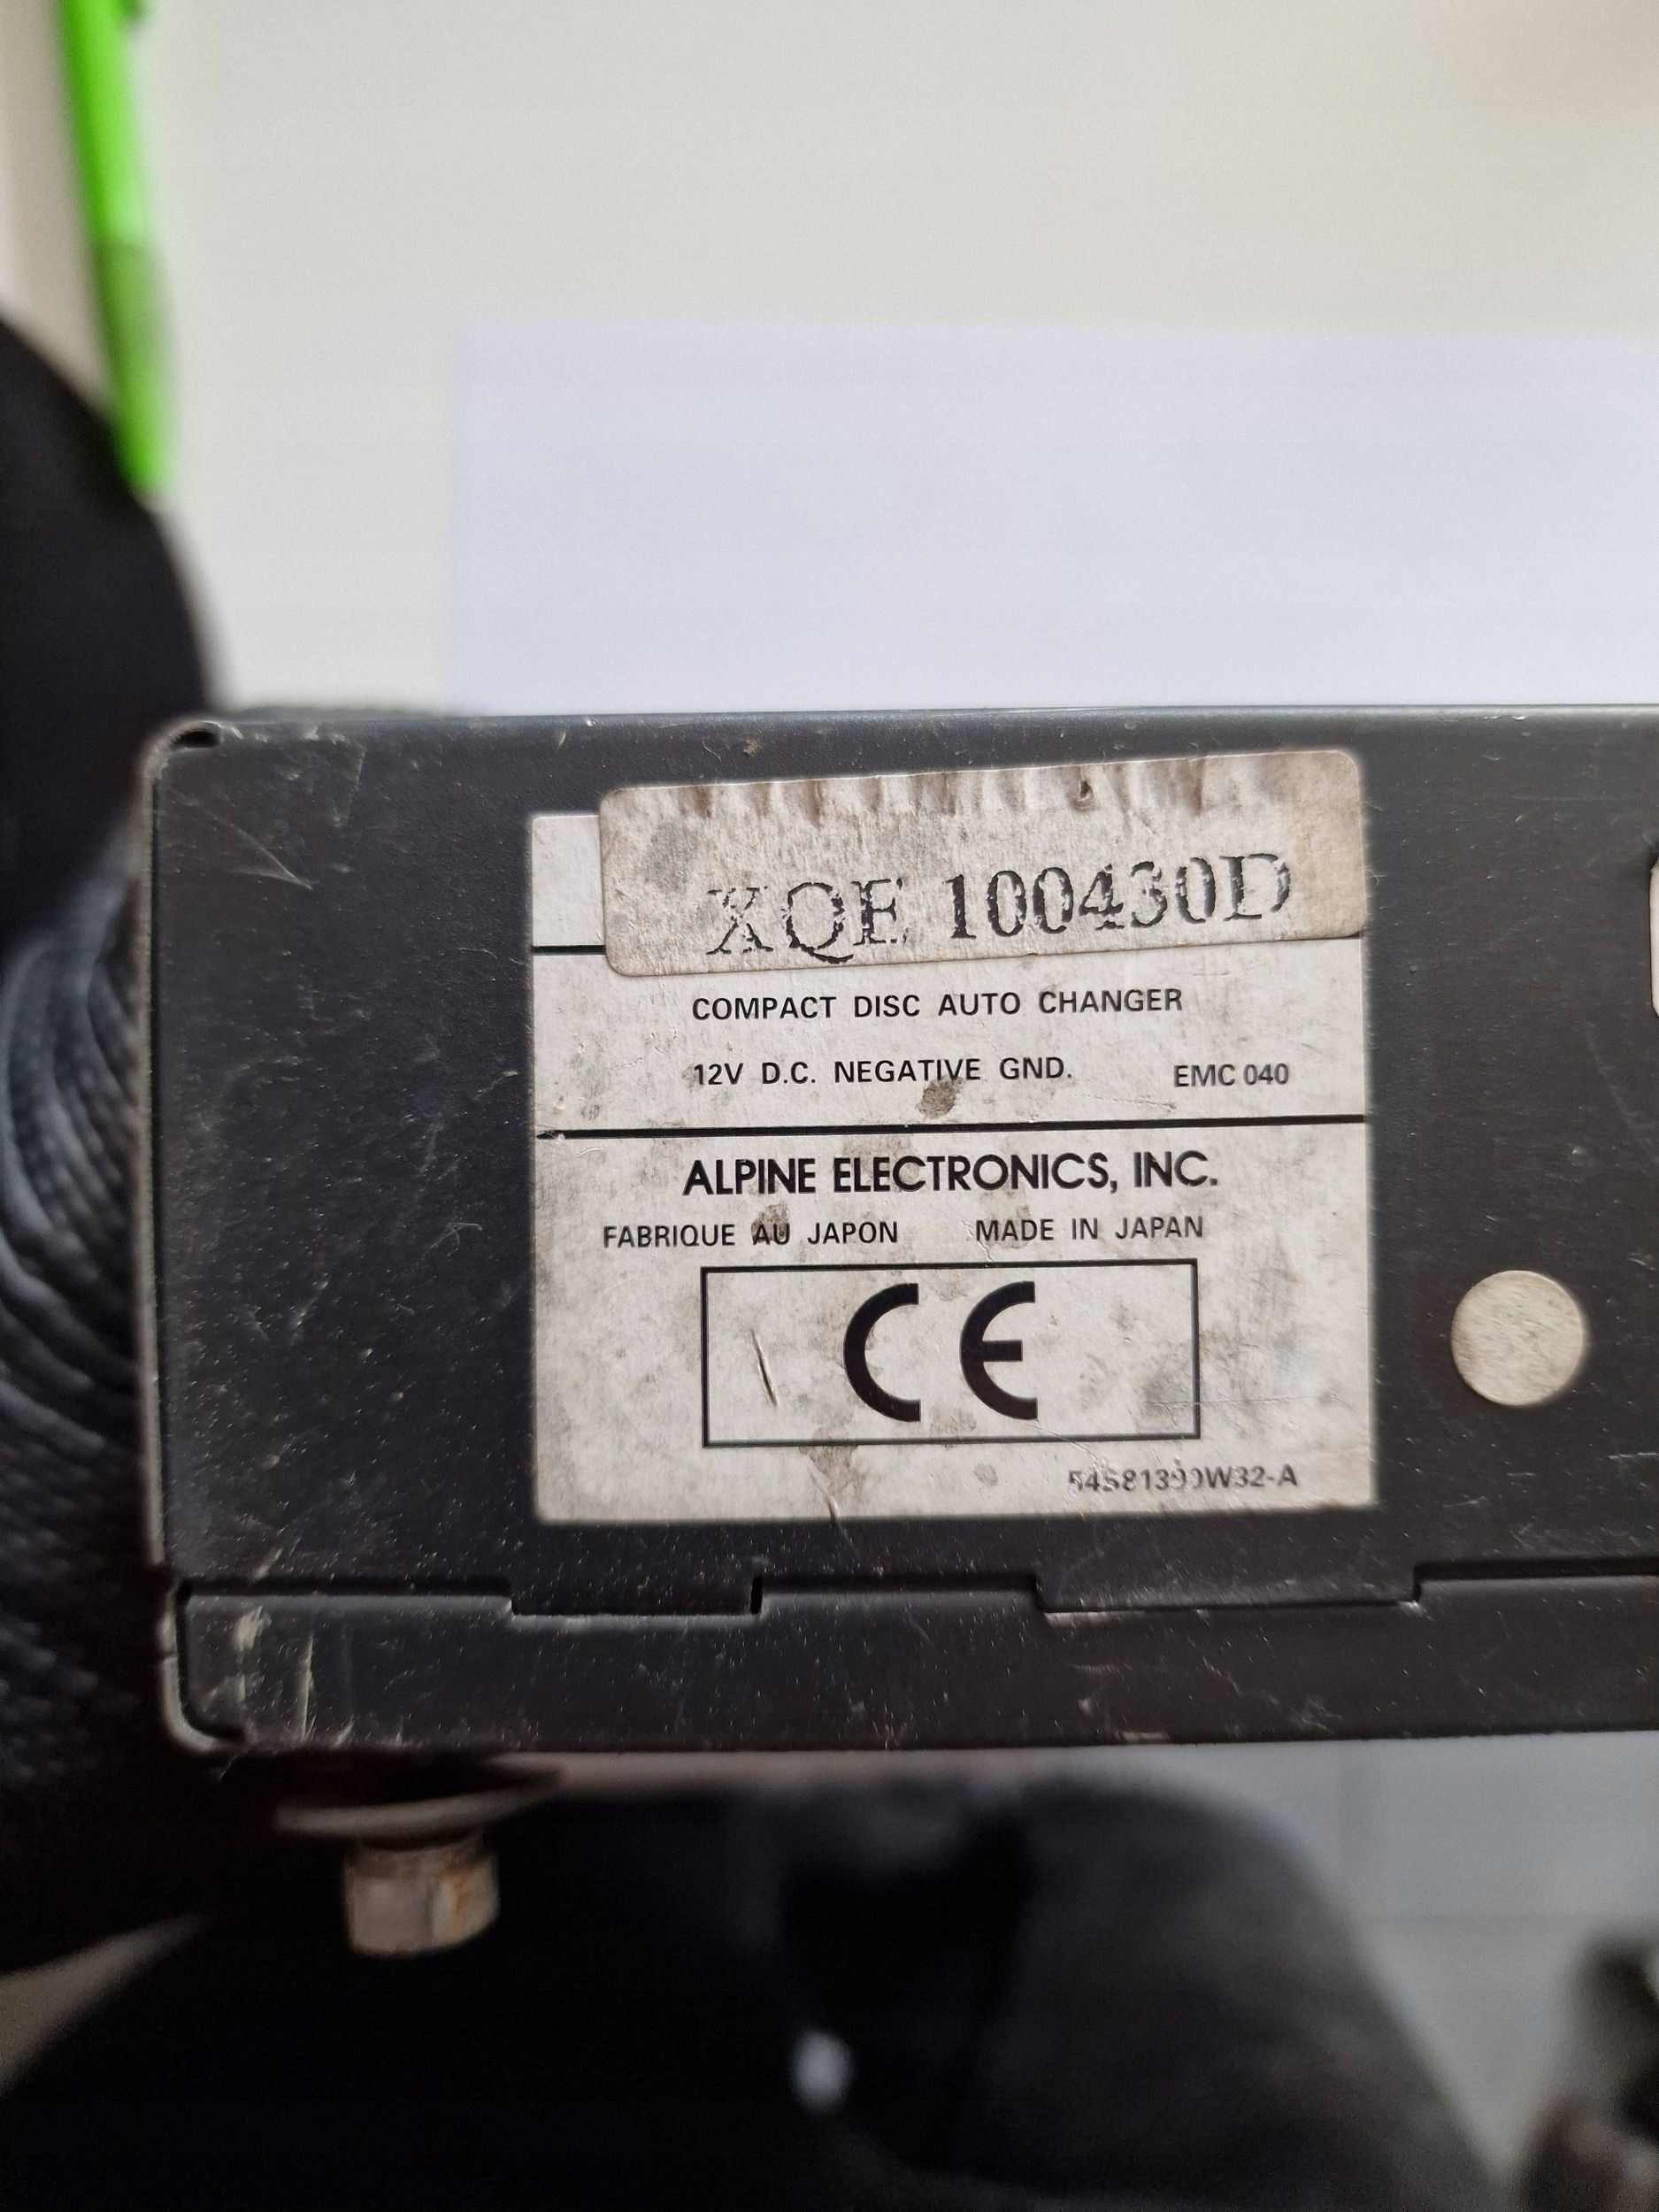 XQE 100430D
COMPACT DISC AUTO CHANGER
12V D.C. NEGATIVE GND. EMC 040
ALPINE ELECTRONICS, INC.
FABRIQUE AU JAPON MADE IN JAPAN
CE